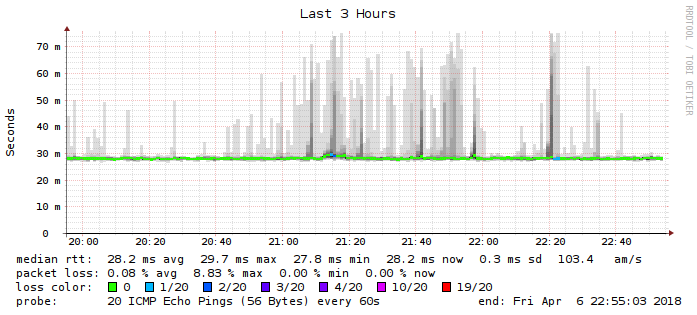 Last 3 Hours
RRDTOOL / TOBI OETIKER
Seconds
70 m
60 m
50 m
40 m
30 m
20 m
10 m
0
20:00 20:20 20:40 21:00 21:20 21:40 22:00 22:20 22:40
median rtt: 28.2 ms avg 29.7 ms max 27.8 ms min 28.2 ms now 0.3 ms sd 103.4 am/s
packet loss: 0.08 % avg 8.83 % max 0.00 % min 0.00 % now
loss color: 0 1/20 2/20 3/20 4/20 10/20 19/20
probe: 20 ICMP Echo Pings (56 Bytes) every 60s end: Fri Apr 6 22:55:03 2018